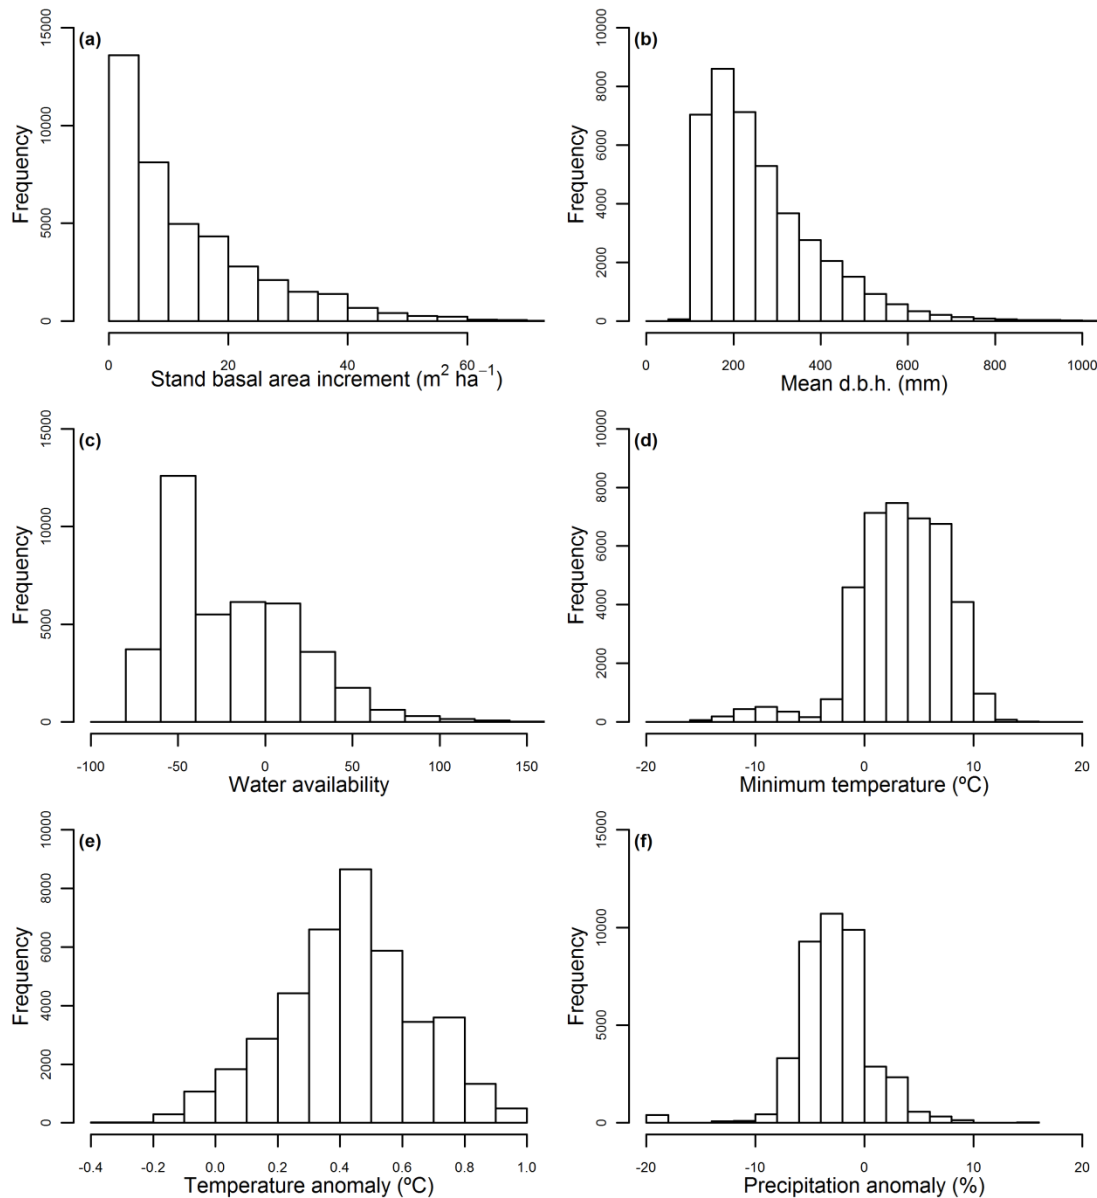 (a)
Frequency
0 5000 10000 15000
0 20 40 60
Stand basal area increment (m² ha⁻¹)
(b)
Frequency
0 2000 4000 6000 8000 10000
0 200 400 600 800 1000
Mean d.b.h. (mm)
(c)
Frequency
0 5000 10000 15000
-100 -50 0 50 100 150
Water availability
(d)
Frequency
0 2000 4000 6000 8000 10000
-20 -10 0 10 20
Minimum temperature (ºC)
(e)
Frequency
0 2000 4000 6000 8000 10000
-0.4 -0.2 0.0 0.2 0.4 0.6 0.8 1.0
Temperature anomaly (ºC)
(f)
Frequency
0 5000 10000 15000
-20 -10 0 10 20
Precipitation anomaly (%)